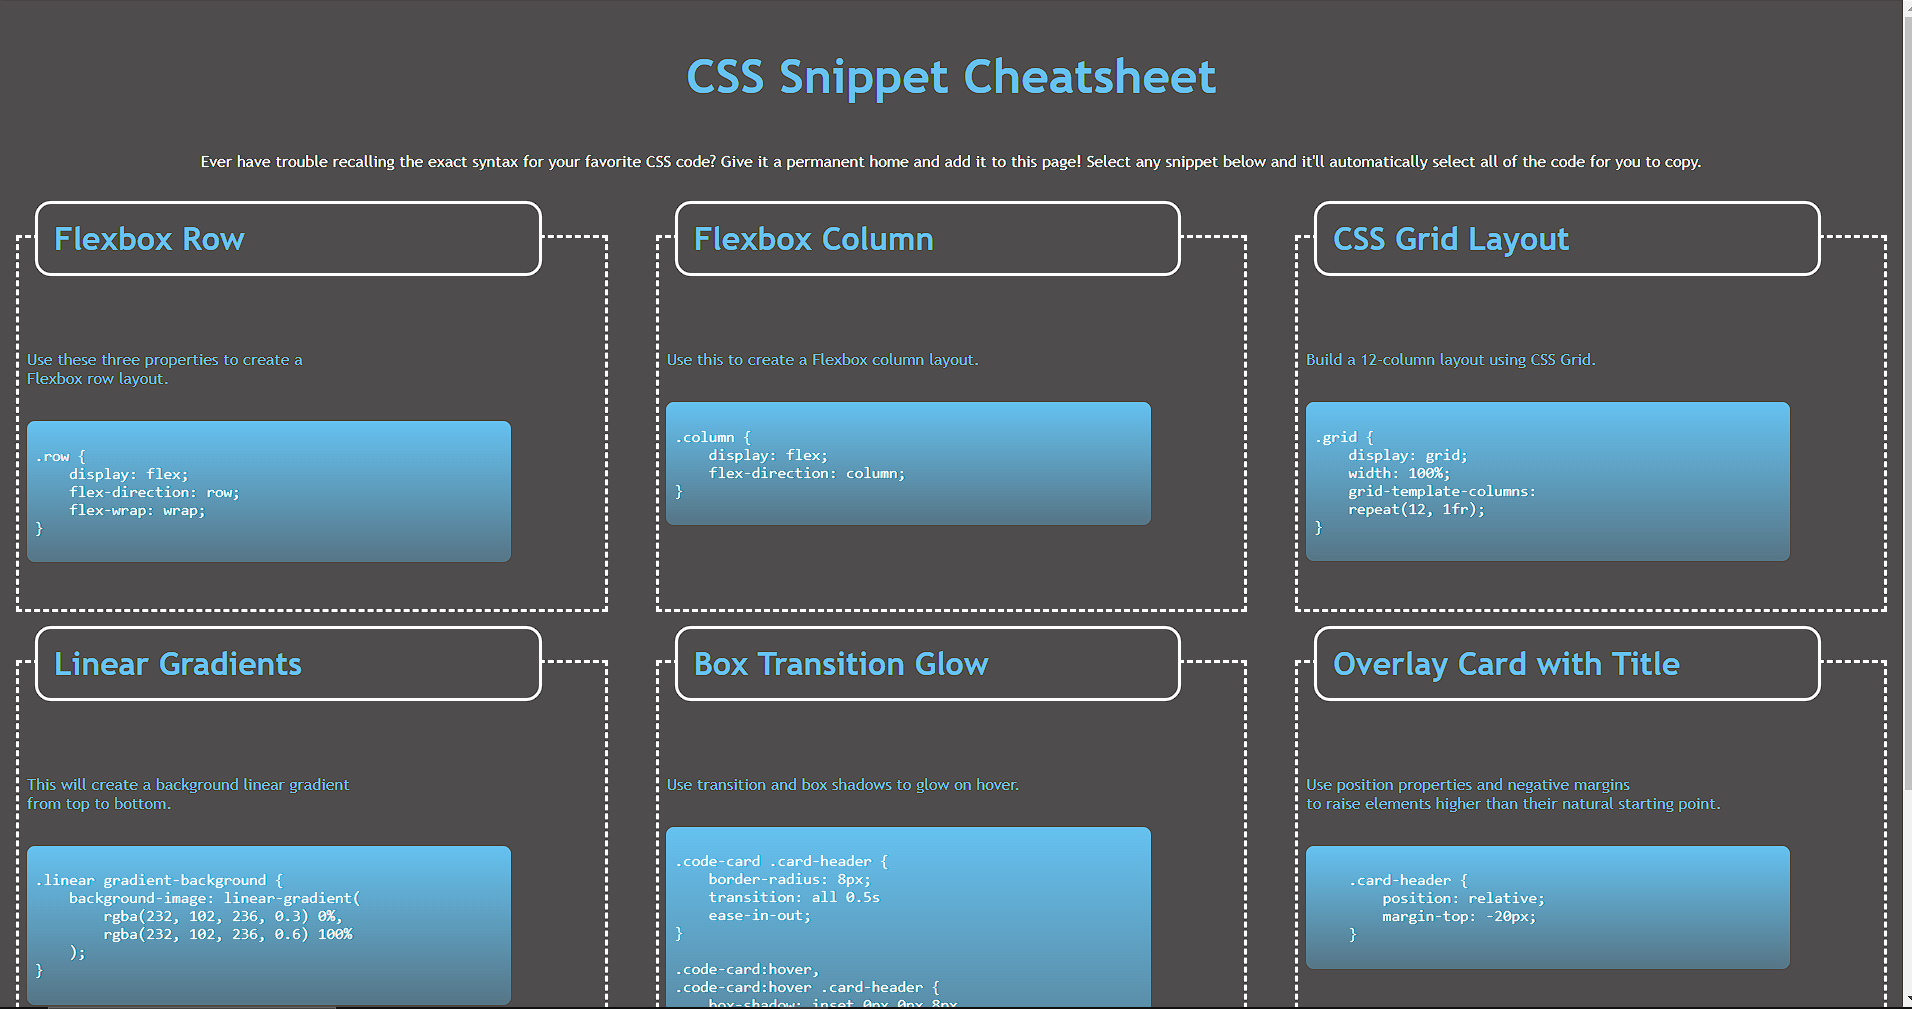 CSS Snippet Cheatsheet
Ever have trouble recalling the exact syntax for your favorite CSS code? Give it a permanent home and add it to this page! Select any snippet below and it'll automatically select all of the code for you to copy.
Flexbox Row
Use these three properties to create a
Flexbox row layout.
.row {
    display: flex;
    flex-direction: row;
    flex-wrap: wrap;
}
Flexbox Column
Use this to create a Flexbox column layout.
.column {
    display: flex;
    flex-direction: column;
}
CSS Grid Layout
Build a 12-column layout using CSS Grid.
.grid {
    display: grid;
    width: 100%;
    grid-template-columns:
    repeat(12, 1fr);
}
Linear Gradients
This will create a background linear gradient
from top to bottom.
.linear gradient-background {
    background-image: linear-gradient(
        rgba(232, 102, 236, 0.3) 0%,
        rgba(232, 102, 236, 0.6) 100%
    );
}
Box Transition Glow
Use transition and box shadows to glow on hover.
.code-card .card-header {
    border-radius: 8px;
    transition: all 0.5s
    ease-in-out;
}
.code-card:hover,
.code-card:hover .card-header {
    box-shadow: inset 0px 0px 8px
Overlay Card with Title
Use position properties and negative margins
to raise elements higher than their natural starting point.
    .card-header {
        position: relative;
        margin-top: -20px;
    }